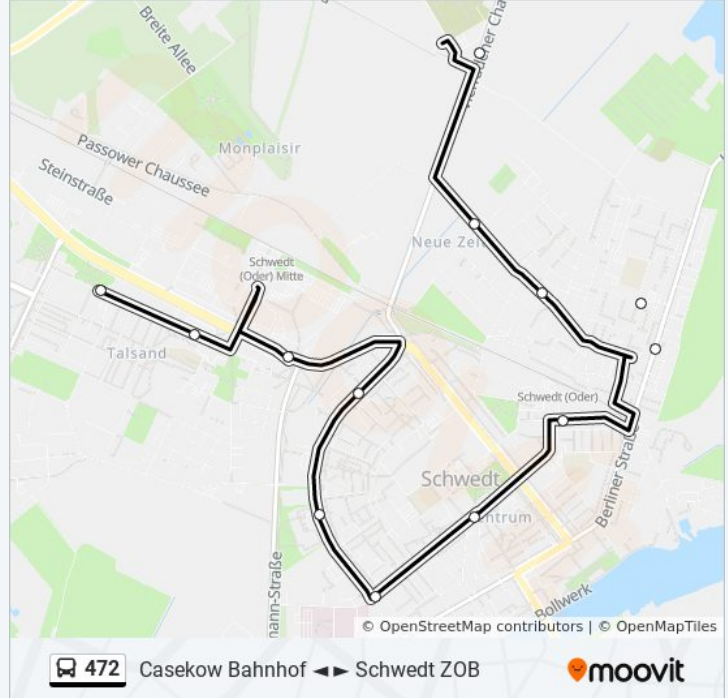 Breite Allee
Passower Chaussee
Monplaisir
Steinstraße
Neue Zei
Schwedt
(Oder) Mitte
Talsand
Schwedt (Oder)
Schwedt
ntrum
Berliner Straße
mann-Straße
Bollwerk
© OpenStreetMap contributors | © OpenMapTiles
472 Casekow Bahnhof ◄ ► Schwedt ZOB
moovit